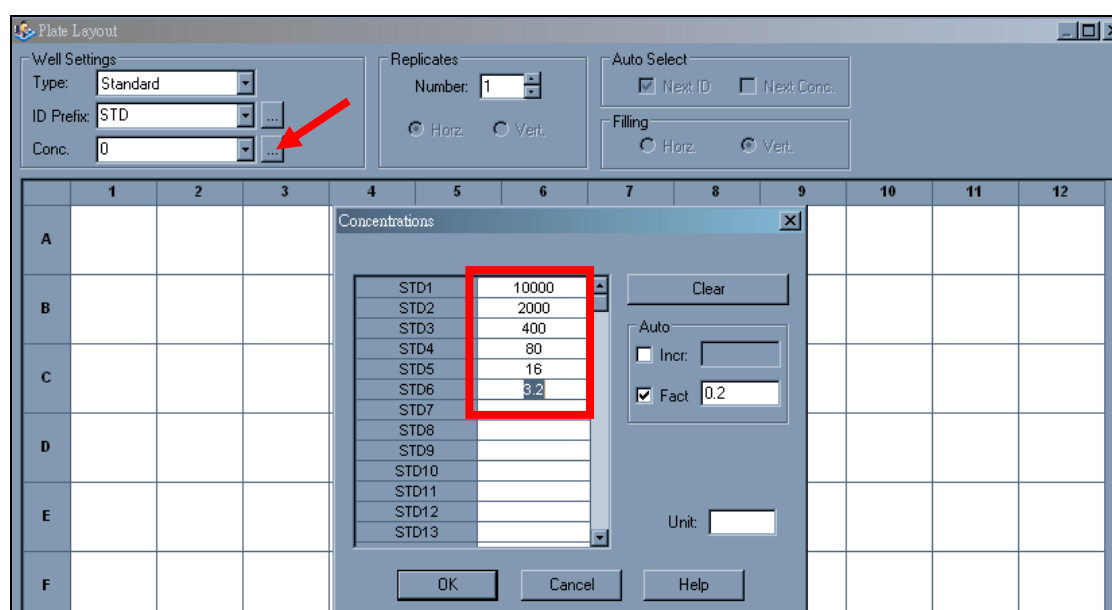 Plate Layout
Well Settings
Type: Standard
ID Prefix: STD ...
Conc. 0 ...
Replicates
Number: 1
Horz. Vert.
Auto Select
Next ID Next Conc.
Filling
Horz. Vert.
1 2 3 4 5 6 7 8 9 10 11 12
A
B
C
D
E
F
Concentrations
STD1 10000
STD2 2000
STD3 400
STD4 80
STD5 16
STD6 3.2
STD7
STD8
STD9
STD10
STD11
STD12
STD13
Clear
Auto
Incr:
Fact 0.2
Unit:
OK Cancel Help